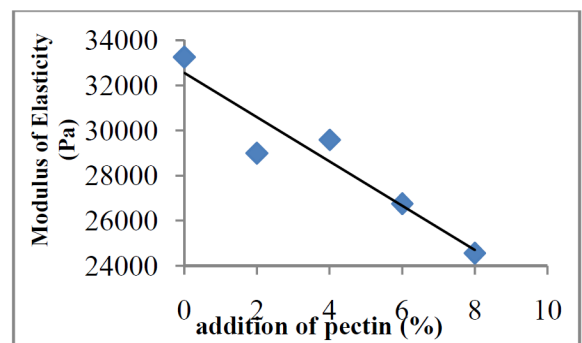 Modulus of Elasticity
(Pa)
34000
32000
30000
28000
26000
24000
0 2 4 6 8 10
addition of pectin (%)